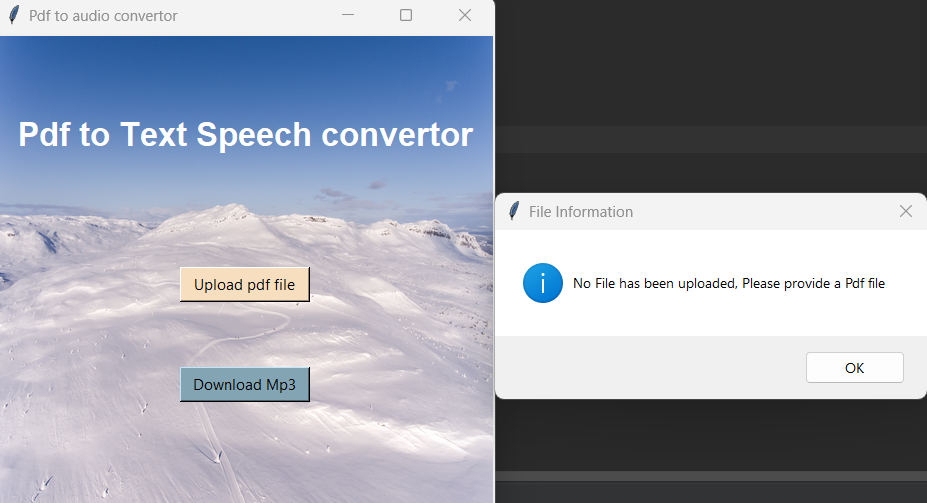 Pdf to audio convertor
Pdf to Text Speech convertor
Upload pdf file
Download Mp3
File Information
No File has been uploaded, Please provide a Pdf file
OK